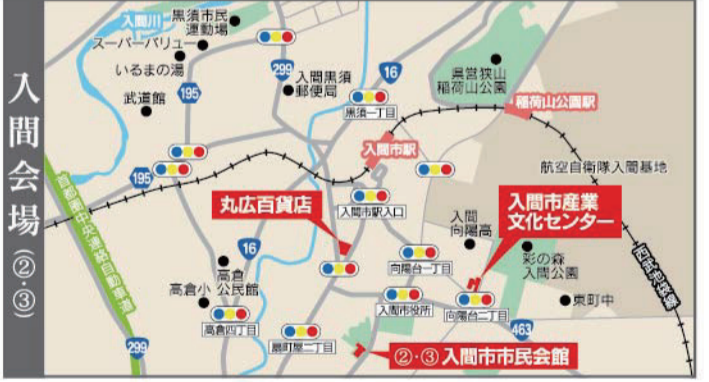 入間会場(②・③)
入間川
黒須市民
運動場
スーパーバリュー
いるまの湯
武道館
195
299
入間黒須
郵便局
16
黒須一丁目
県営狭山
稲荷山公園
稲荷山公園駅
入間市駅
航空自衛隊入間基地
195
首都圏中央連絡自動車道
丸広百貨店
入間市駅入口
入間市産業
文化センター
入間
向陽高
16
高倉
公民館
高倉小
向陽台一丁目
彩の森
入間公園
西武池袋線
東町中
高倉四丁目
入間市役所
向陽台二丁目
扇町屋二丁目
463
299
②・③ 入間市市民会館